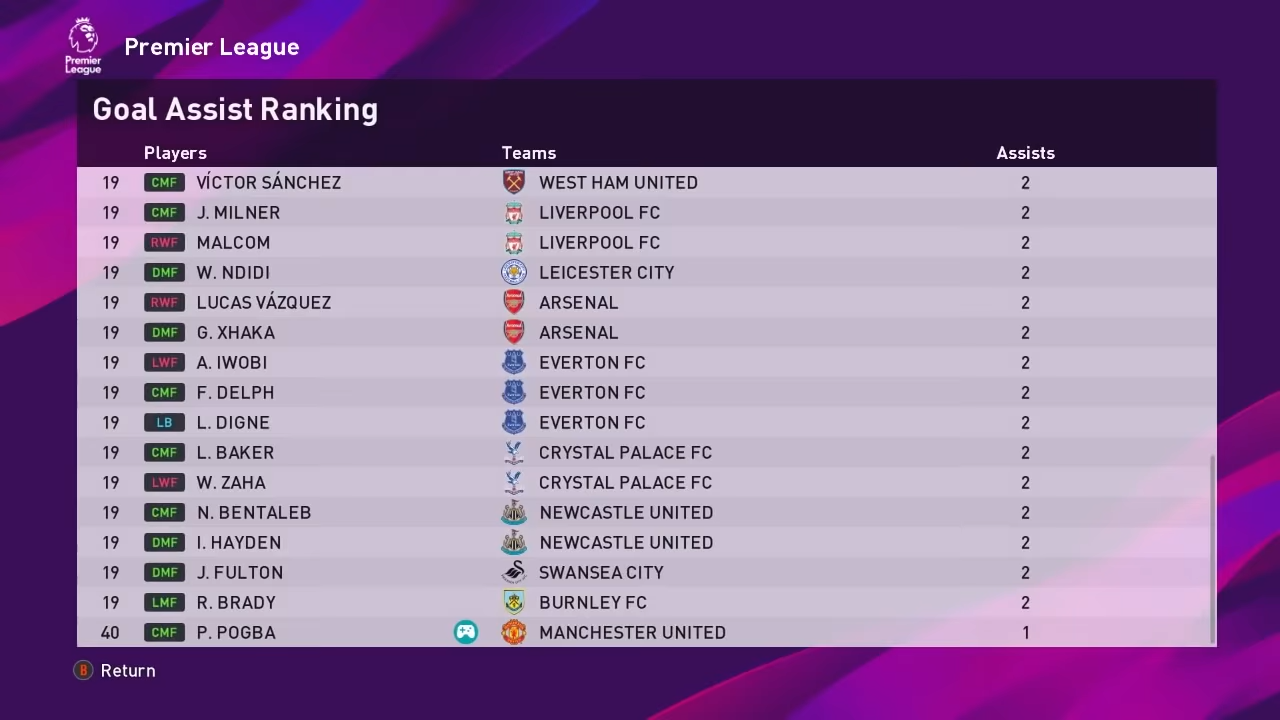 Premier League
Premier
League
Goal Assist Ranking
Players Teams Assists
19 CMF VÍCTOR SÁNCHEZ WEST HAM UNITED 2
19 CMF J. MILNER LIVERPOOL FC 2
19 RWF MALCOM LIVERPOOL FC 2
19 DMF W. NDIDI LEICESTER CITY 2
19 RWF LUCAS VÁZQUEZ ARSENAL 2
19 DMF G. XHAKA ARSENAL 2
19 LWF A. IWOBI EVERTON FC 2
19 CMF F. DELPH EVERTON FC 2
19 LB L. DIGNE EVERTON FC 2
19 CMF L. BAKER CRYSTAL PALACE FC 2
19 LWF W. ZAHA CRYSTAL PALACE FC 2
19 CMF N. BENTALEB NEWCASTLE UNITED 2
19 DMF I. HAYDEN NEWCASTLE UNITED 2
19 DMF J. FULTON SWANSEA CITY 2
19 LMF R. BRADY BURNLEY FC 2
40 CMF P. POGBA MANCHESTER UNITED 1
B Return